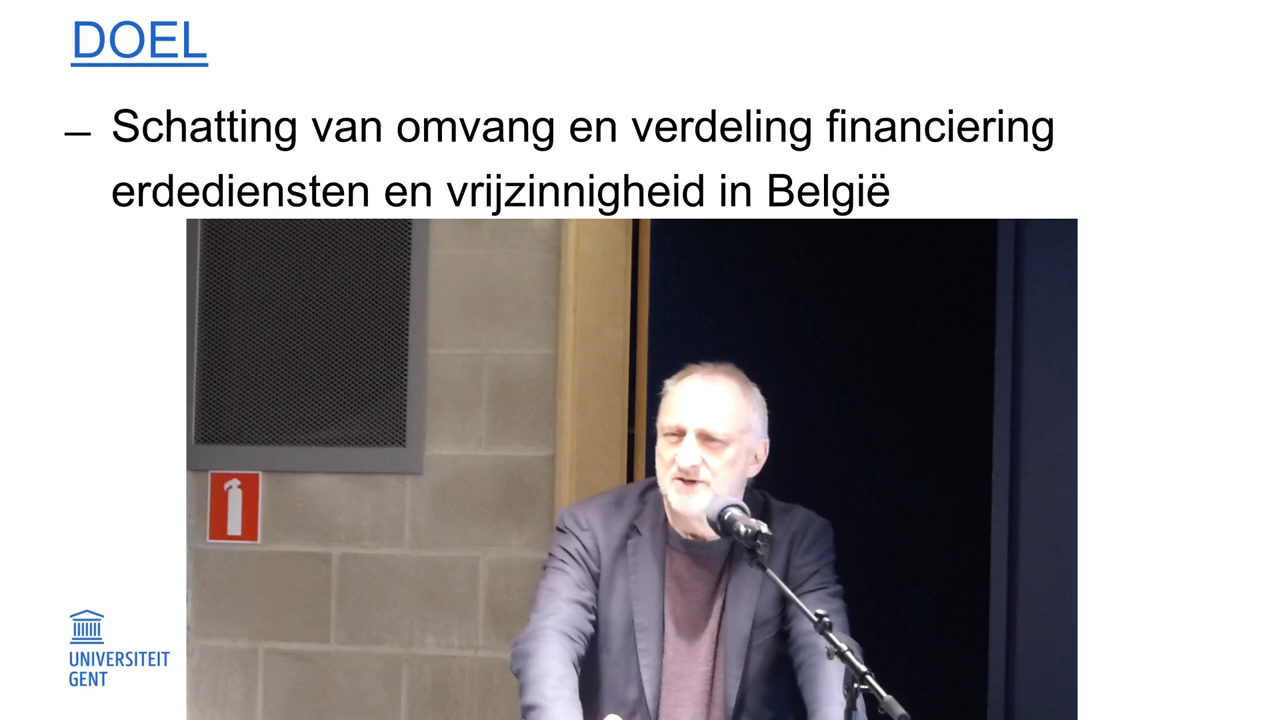 DOEL
– Schatting van omvang en verdeling financiering
erdediensten en vrijzinnigheid in België
UNIVERSITEIT
GENT